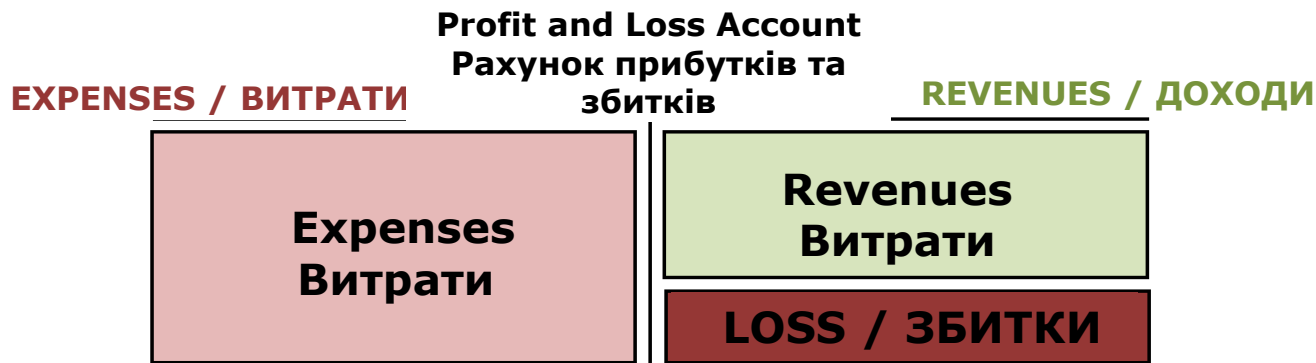 Profit and Loss Account
Рахунок прибутків та
збитків
EXPENSES / ВИТРАТИ
REVENUES / ДОХОДИ
Expenses
Витрати
Revenues
Витрати
LOSS / ЗБИТКИ